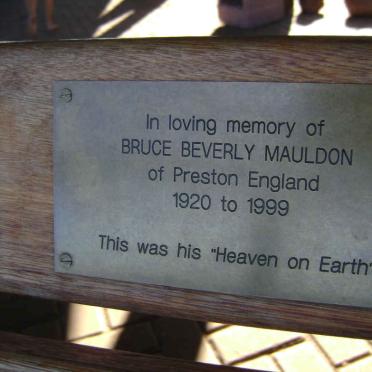 In loving memory of
BRUCE BEVERLY MAULDON
of Preston England
1920 to 1999
This was his "Heaven on Earth"